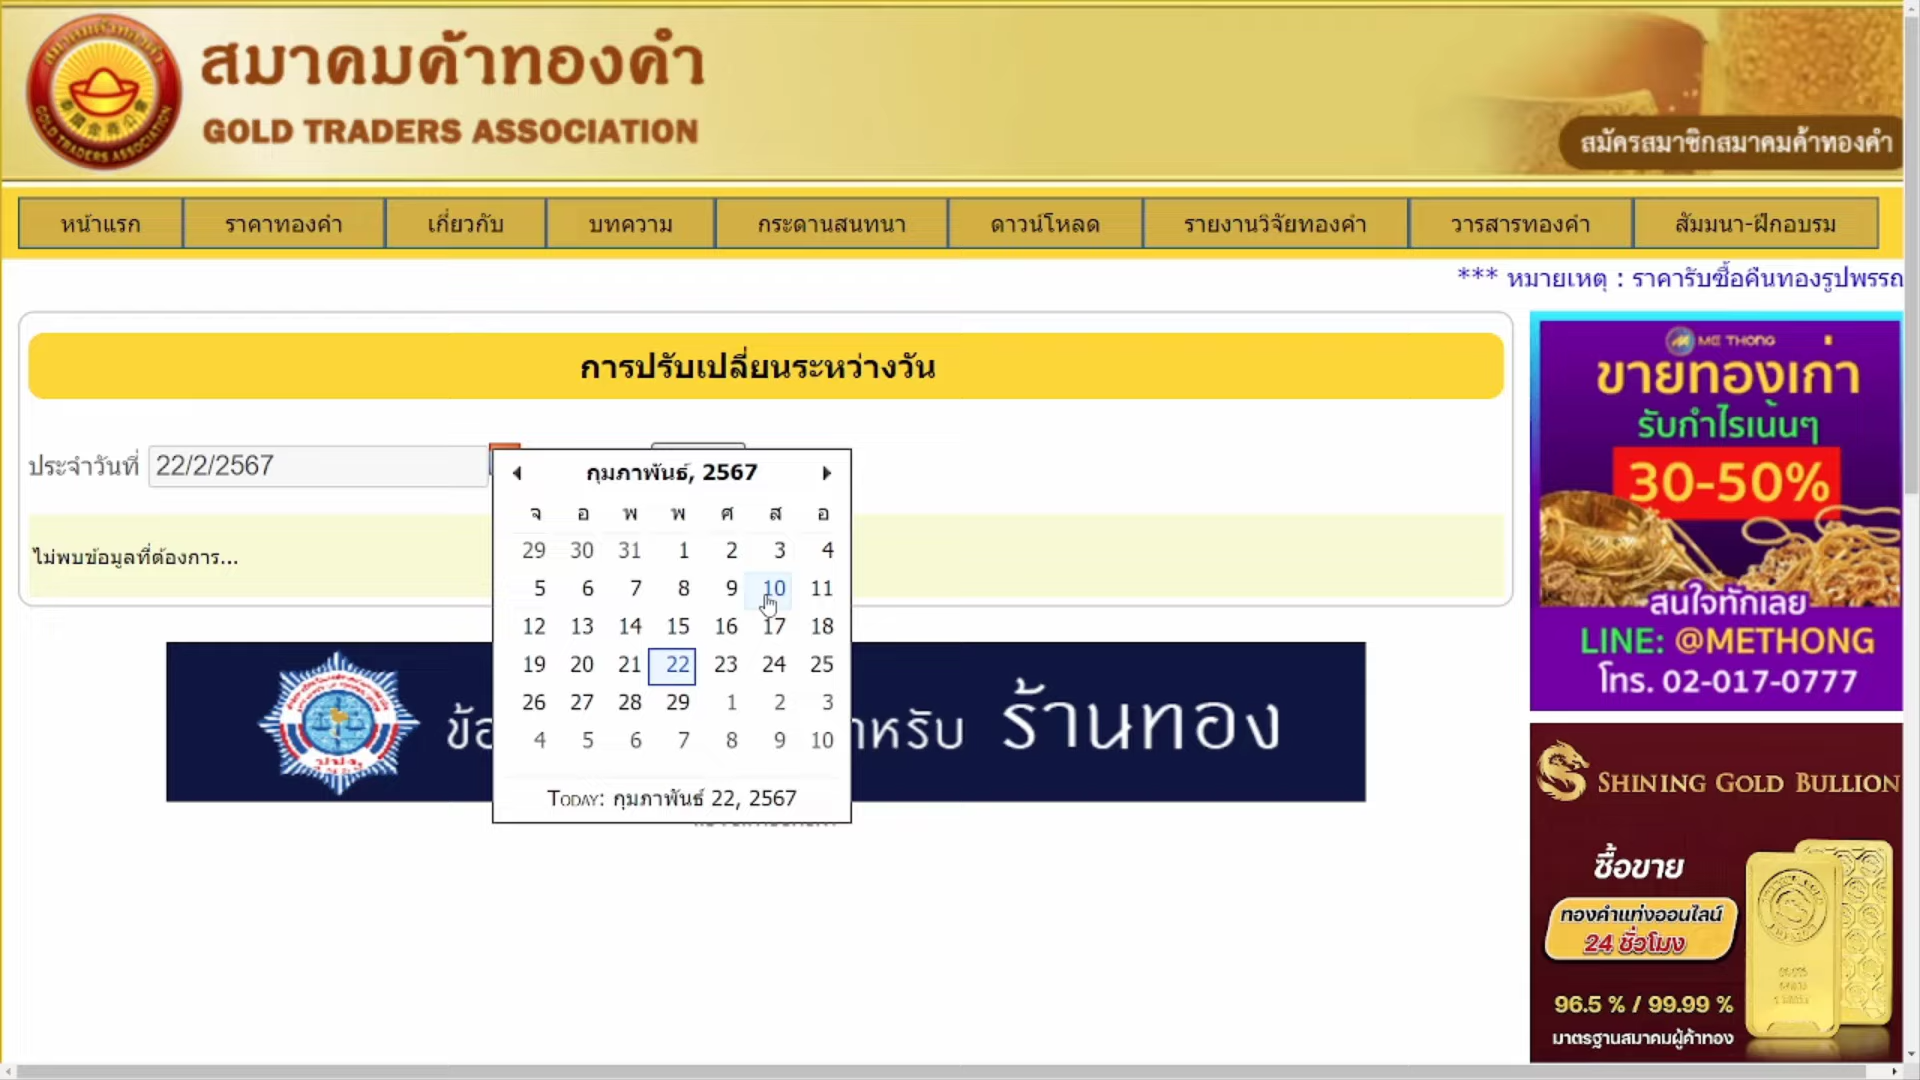 สมาคมค้าทองคำ
GOLD TRADERS ASSOCIATION
GOLD TRADERS ASSOCIATION
สมัครสมาชิกสมาคมค้าทองคำ
หน้าแรก ราคาทองคำ เกี่ยวกับ บทความ กระดานสนทนา ดาวน์โหลด รายงานวิจัยทองคำ วารสารทองคำ สัมมนา-ฝึกอบรม
*** หมายเหตุ : ราคารับซื้อคืนทองรูปพรรณ
การปรับเปลี่ยนระหว่างวัน
ประจำวันที่ 22/2/2567
ไม่พบข้อมูลที่ต้องการ...
กุมภาพันธ์, 2567
จ อ พ พ ศ ส อ
29 30 31 1 2 3 4
5 6 7 8 9 10 11
12 13 14 15 16 17 18
19 20 21 22 23 24 25
26 27 28 29 1 2 3
4 5 6 7 8 9 10
Today: กุมภาพันธ์ 22, 2567
ร้านทอง
ME THONG
ขายทองเก่า
รับกำไรเน้นๆ
30-50%
สนใจทักเลย
LINE: @METHONG
โทร. 02-017-0777
SHINING GOLD BULLION
ซื้อขาย
ทองคำแท่งออนไลน์
24 ชั่วโมง
96.5 % / 99.99 %
มาตรฐานสมาคมผู้ค้าทอง